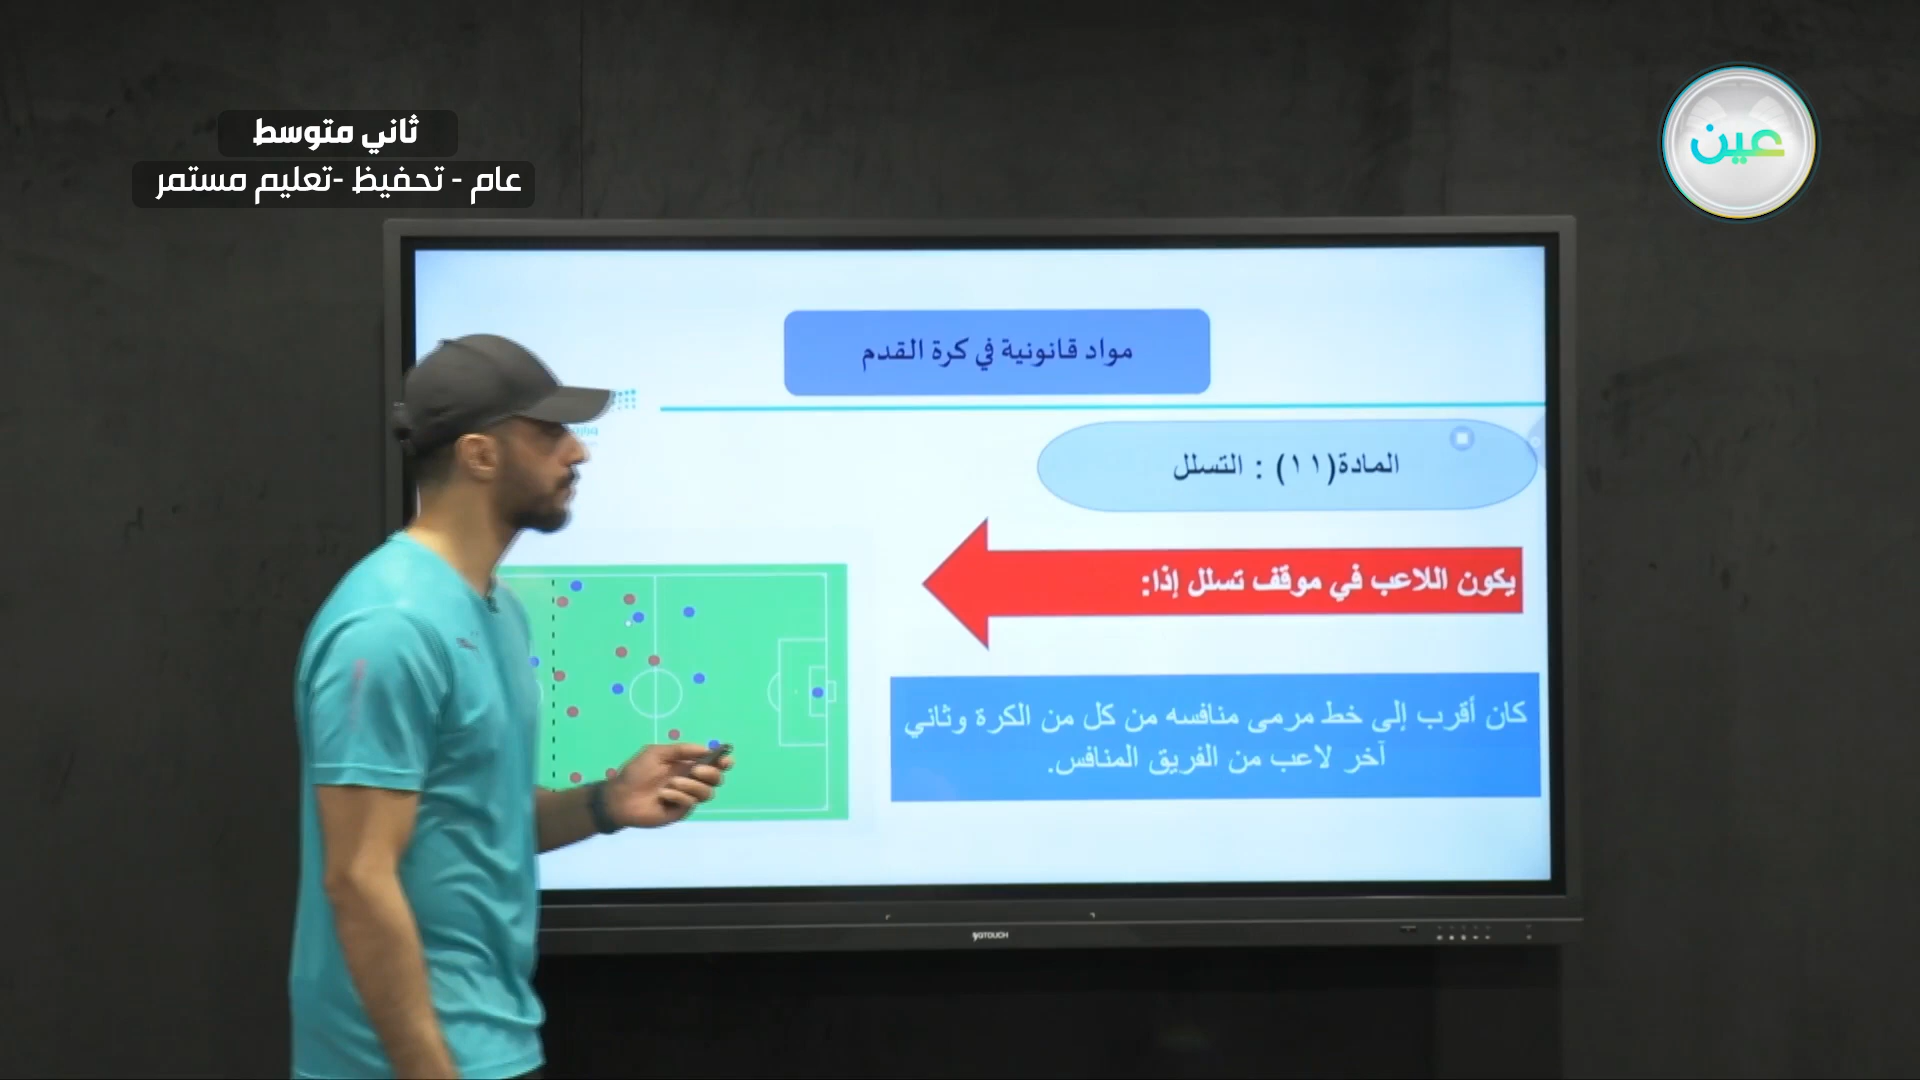 ثاني متوسط
عام - تحفيظ -تعليم مستمر
عين
مواد قانونية في كرة القدم
المادة(١١) : التسلل
يكون اللاعب في موقف تسلل إذا:
كان أقرب إلى خط مرمى منافسه من كل من الكرة وثاني
آخر لاعب من الفريق المنافس.